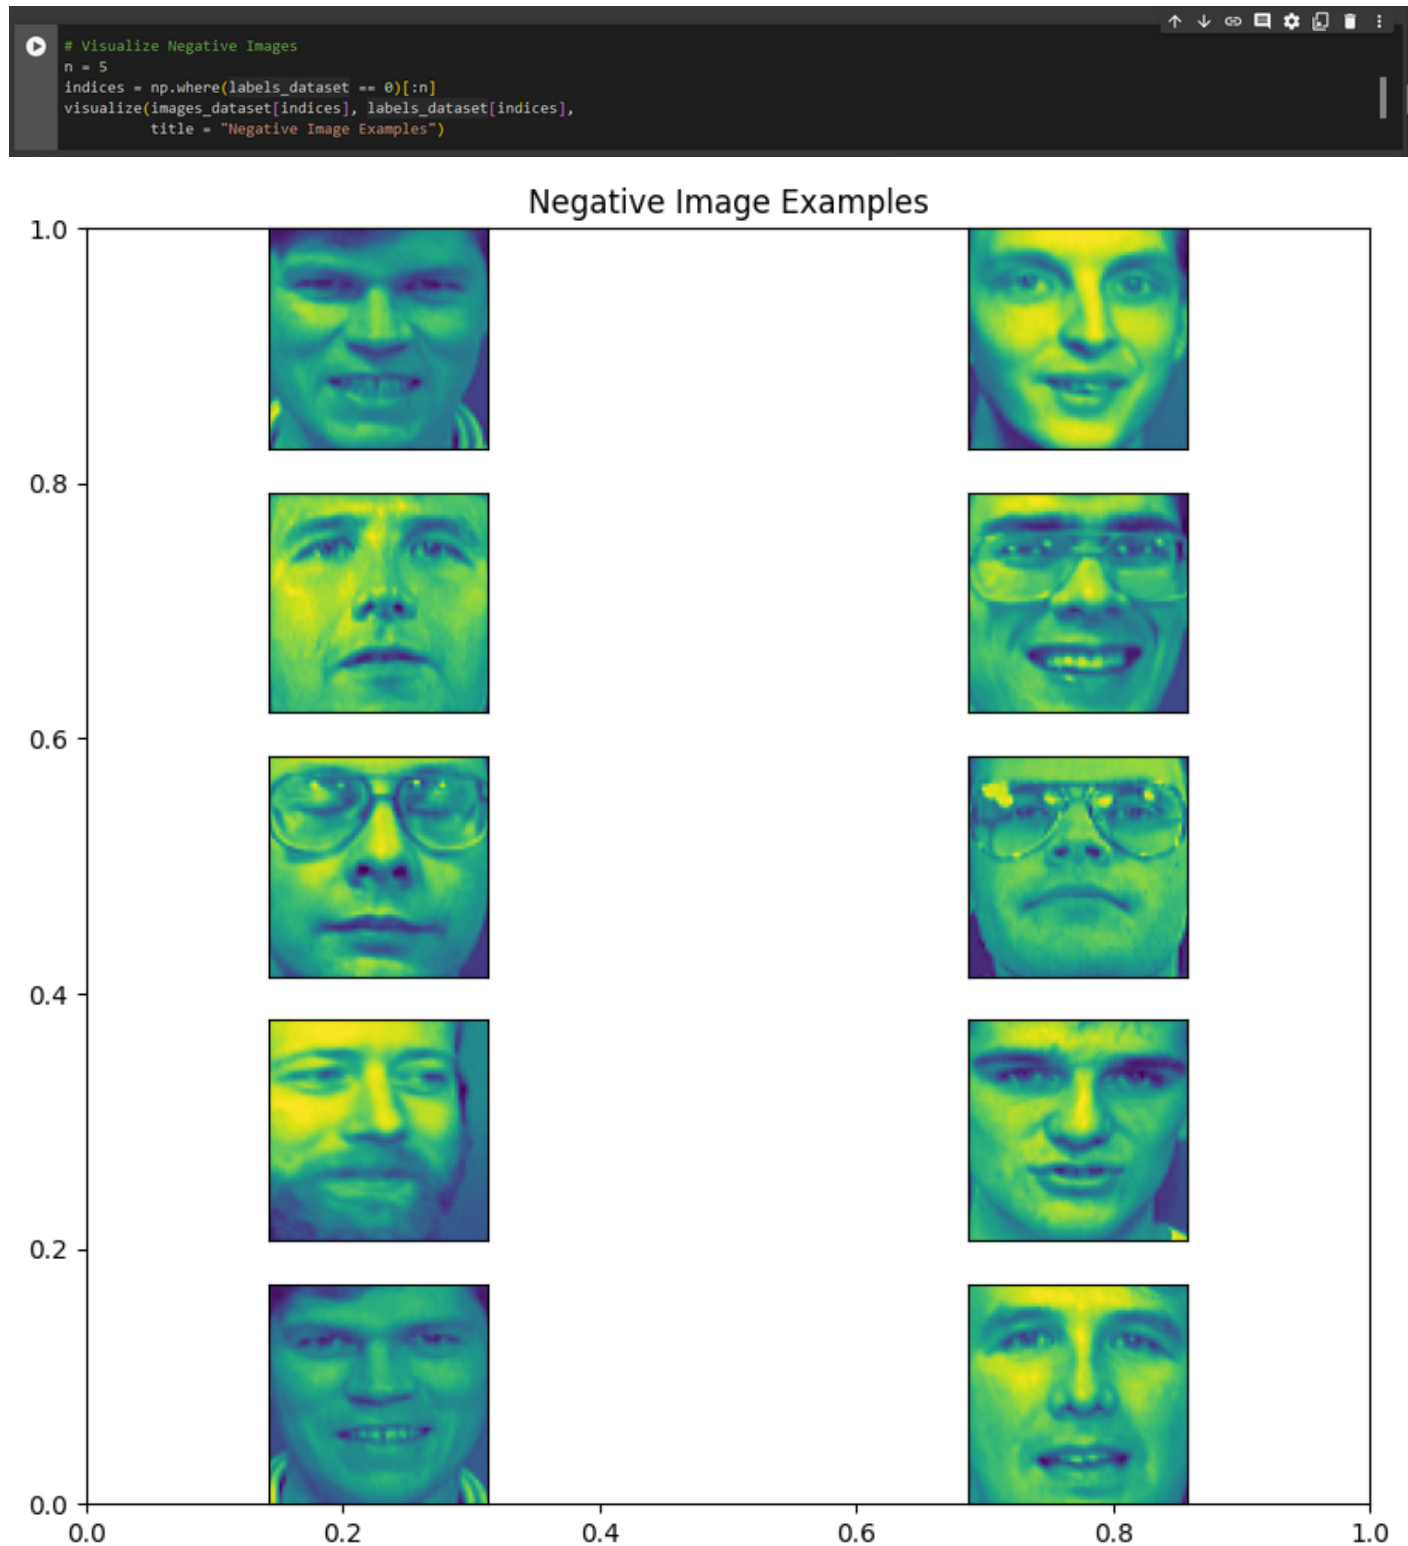 # Visualize Negative Images
n = 5
indices = np.where(labels_dataset == 0)[:n]
visualize(images_dataset[indices], labels_dataset[indices],
title = "Negative Image Examples")
Negative Image Examples
1.0
0.8
0.6
0.4
0.2
0.0
0.0 0.2 0.4 0.6 0.8 1.0